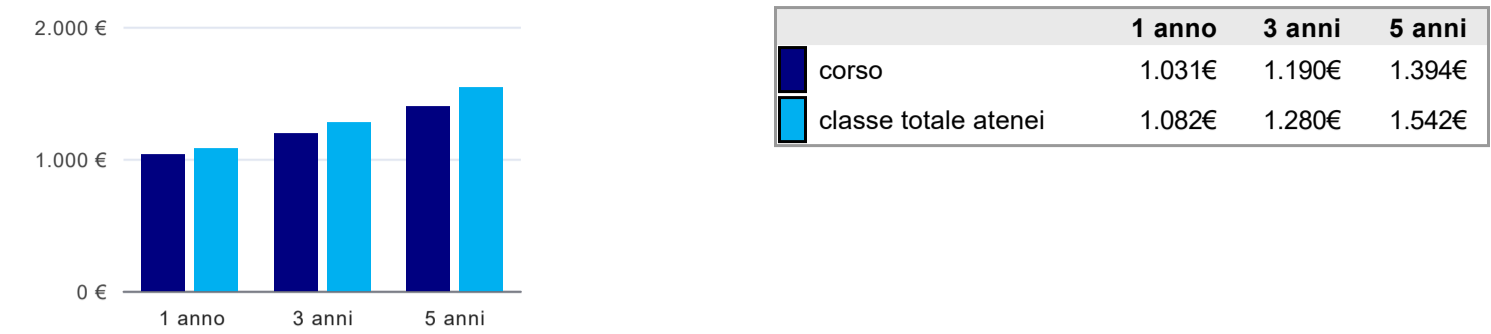 2.000 €
1.000 €
0 €
1 anno 3 anni 5 anni
1 anno 3 anni 5 anni
corso 1.031€ 1.190€ 1.394€
classe totale atenei 1.082€ 1.280€ 1.542€